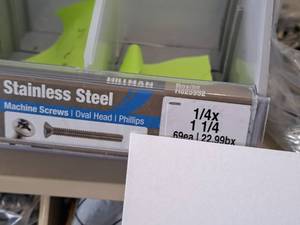 HILLMAN
Stainless Steel
Machine Screws | Oval Head | Phillips
1/4x
1 1/4
69ea | 22.99bx